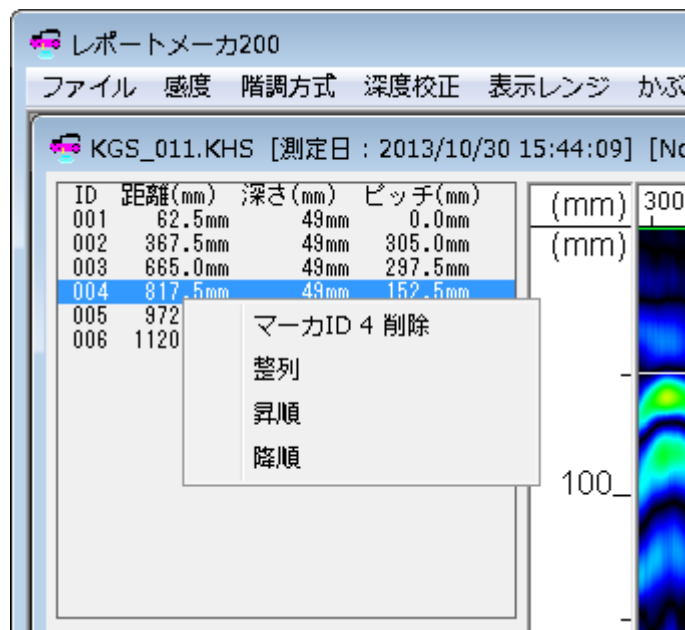 レポートメーカ200
ファイル 感度 階調方式 深度校正 表示レンジ かぶ
KGS_011.KHS [測定日 : 2013/10/30 15:44:09] [No
ID 距離(mm) 深さ(mm) ピッチ(mm)
001 62.5mm 49mm 0.0mm
002 367.5mm 49mm 305.0mm
003 665.0mm 49mm 297.5mm
004 817.5mm 49mm 152.5mm
005 972
006 1120
マーカID 4 削除
整列
昇順
降順
(mm) 300
(mm)
100